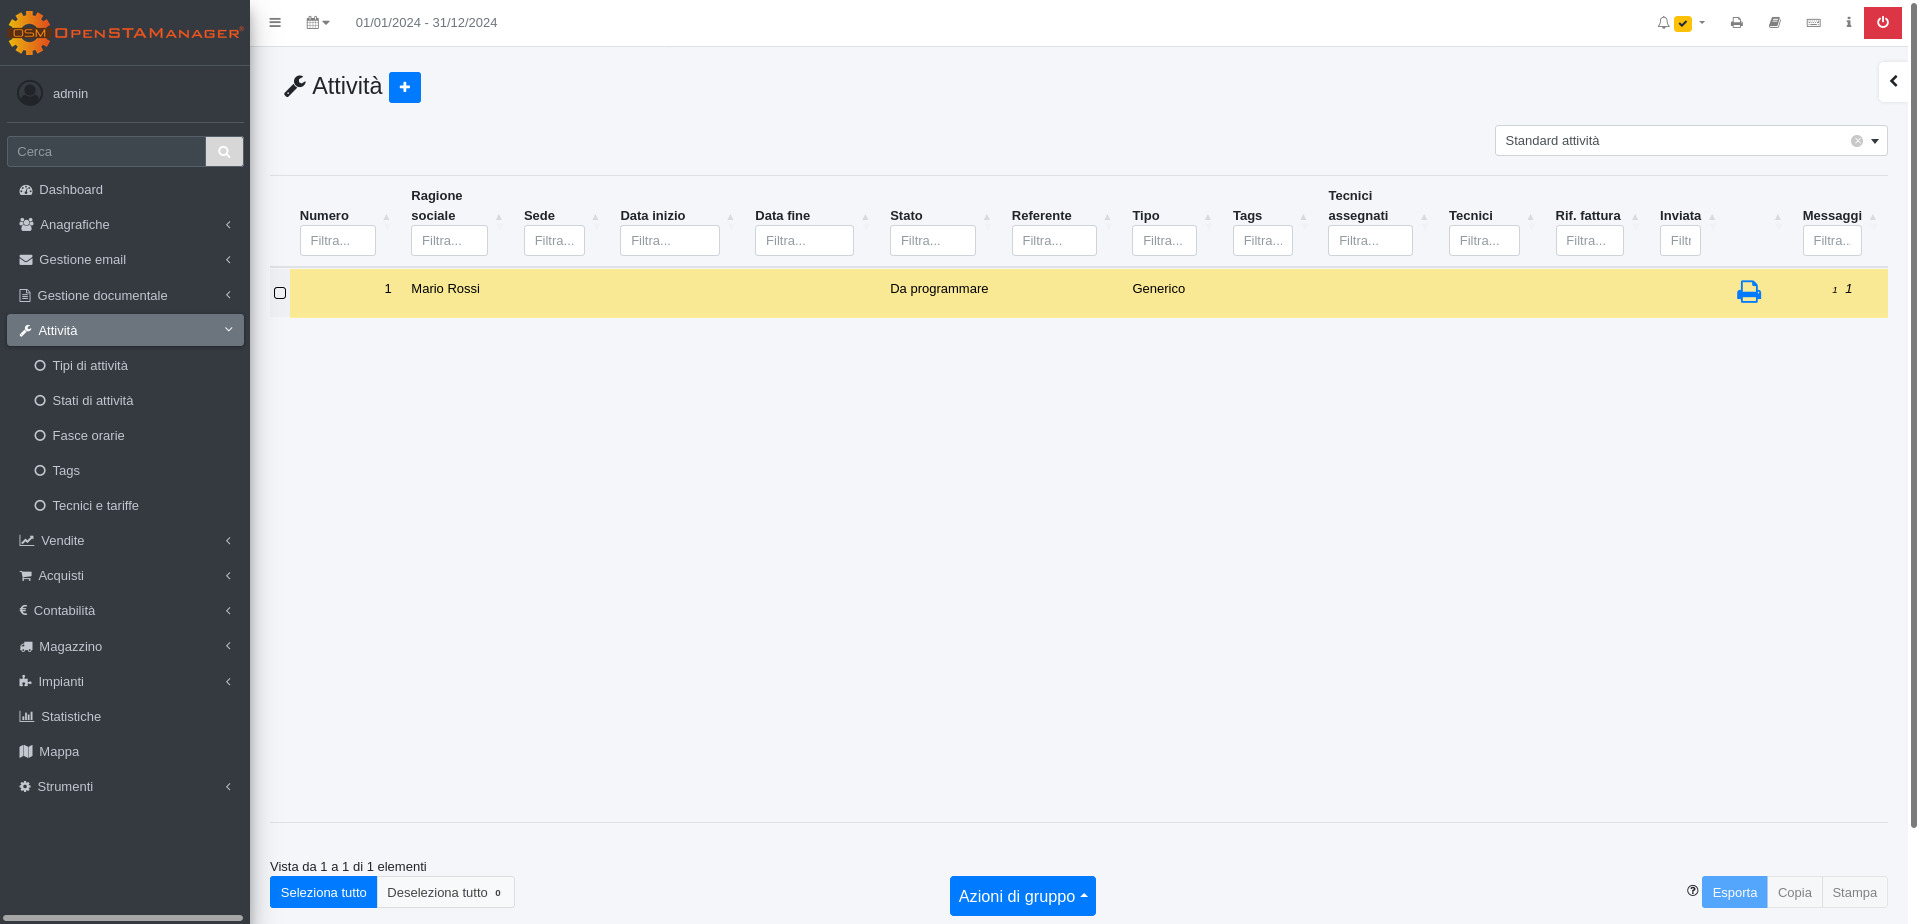 OSM OpenSTAManager®
01/01/2024 - 31/12/2024
admin
Attività
Cerca
Standard attività
Dashboard
Anagrafiche
Gestione email
Gestione documentale
Attività
Tipi di attività
Stati di attività
Fasce orarie
Tags
Tecnici e tariffe
Vendite
Acquisti
Contabilità
Magazzino
Impianti
Statistiche
Mappa
Strumenti
Numero Ragione sociale Sede Data inizio Data fine Stato Referente Tipo Tags Tecnici assegnati Tecnici Rif. fattura Inviata Messaggi
Filtra... Filtra... Filtra... Filtra... Filtra... Filtra... Filtra... Filtra... Filtra... Filtra... Filtra... Filtra... Filtr Filtra...
1 Mario Rossi Da programmare Generico 1 1
Vista da 1 a 1 di 1 elementi
Seleziona tutto Deseleziona tutto 0 Azioni di gruppo Esporta Copia Stampa